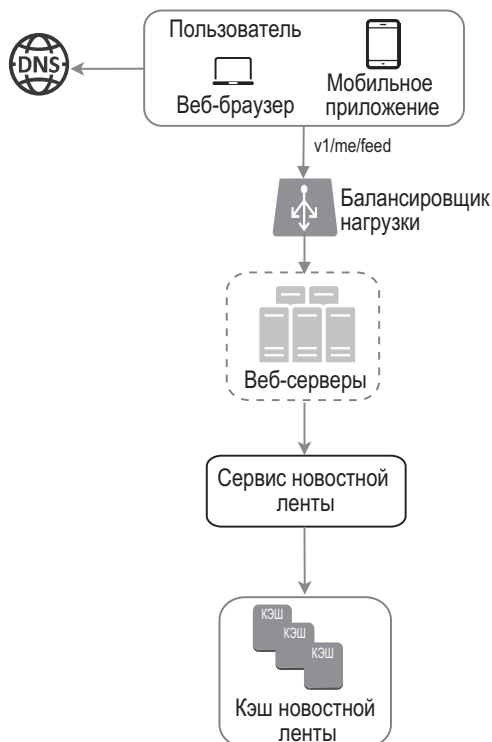 Пользователь
DNS
Веб-браузер
Мобильное
приложение
v1/me/feed
Балансировщик
нагрузки
Веб-серверы
Сервис новостной
ленты
КЭШ
КЭШ
КЭШ
Кэш новостной
ленты